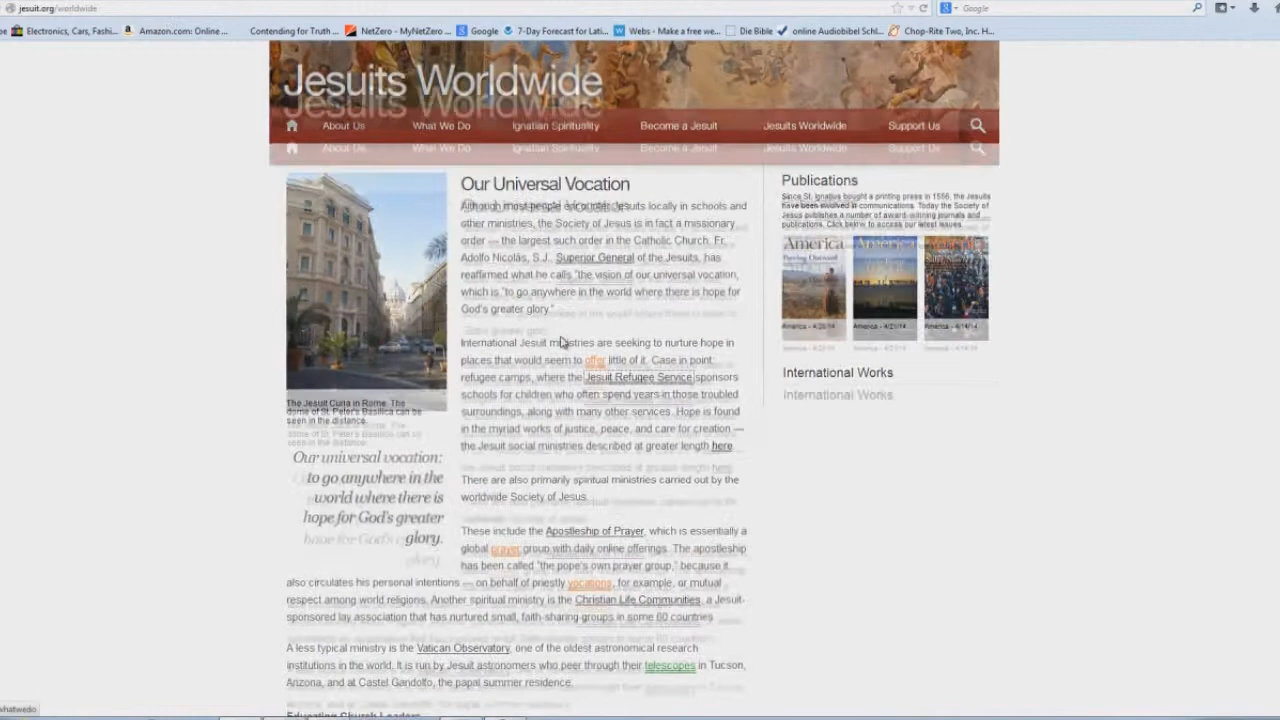 jesuit.org/worldwide
Google
Electronics, Cars, Fashi...
Amazon.com: Online ...
Contending for Truth ...
NetZero - MyNetZero ...
Google
7-Day Forecast for Lati...
Webs - Make a free we...
Die Bible
online Audiobibel Schl...
Chop-Rite Two, Inc. H...
Jesuits Worldwide
About Us
What We Do
Ignatian Spirituality
Become a Jesuit
Jesuits Worldwide
Support Us
The Jesuit Curia in Rome. The
dome of St. Peter's Basilica can be
seen in the distance.
Our universal vocation:
to go anywhere in the
world where there is
hope for God's greater
glory.
Our Universal Vocation
Although most people encounter Jesuits locally in schools and
other ministries, the Society of Jesus is in fact a missionary
order — the largest such order in the Catholic Church. Fr.
Adolfo Nicolás, S.J., Superior General of the Jesuits, has
reaffirmed what he calls "the vision of our universal vocation,
which is "to go anywhere in the world where there is hope for
God's greater glory."
International Jesuit ministries are seeking to nurture hope in
places that would seem to offer little of it. Case in point:
refugee camps, where the Jesuit Refugee Service sponsors
schools for children who often spend years in those troubled
surroundings, along with many other services. Hope is found
in the myriad works of justice, peace, and care for creation —
the Jesuit social ministries described at greater length here
There are also primarily spiritual ministries carried out by the
worldwide Society of Jesus.
These include the Apostleship of Prayer, which is essentially a
global prayer group with daily online offerings. The apostleship
has been called "the pope's own prayer group," because it
also circulates his personal intentions — on behalf of priestly vocations, for example, or mutual
respect among world religions. Another spiritual ministry is the Christian Life Communities, a Jesuit-
sponsored lay association that has nurtured small, faith-sharing groups in some 60 countries
A less typical ministry is the Vatican Observatory, one of the oldest astronomical research
institutions in the world. It is run by Jesuit astronomers who peer through their telescopes in Tucson,
Arizona, and at Castel Gandolfo, the papal summer residence.
Educating Church Leaders
Publications
Since St. Ignatius bought a printing press in 1556, the Jesuits
have been involved in communications. Today the Society of
Jesus publishes a number of award-winning journals and
publications. Click below to access our latest issues.
America
America
America
America - 4/28/14
America - 4/21/14
America - 4/14/14
International Works
whatwedo